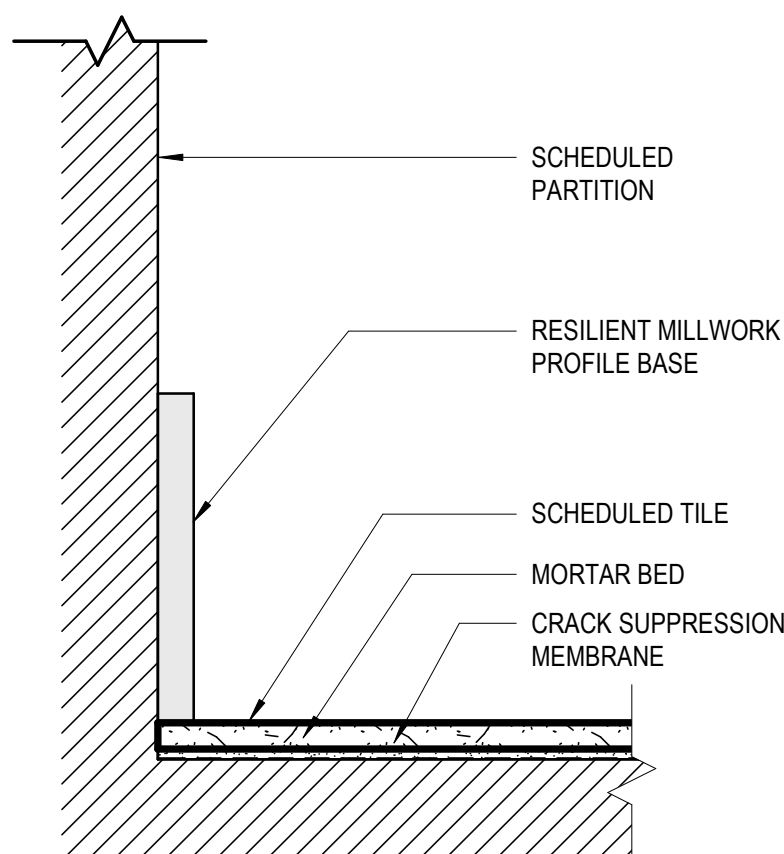 SCHEDULED
PARTITION
RESILIENT MILLWORK
PROFILE BASE
SCHEDULED TILE
MORTAR BED
CRACK SUPPRESSION
MEMBRANE